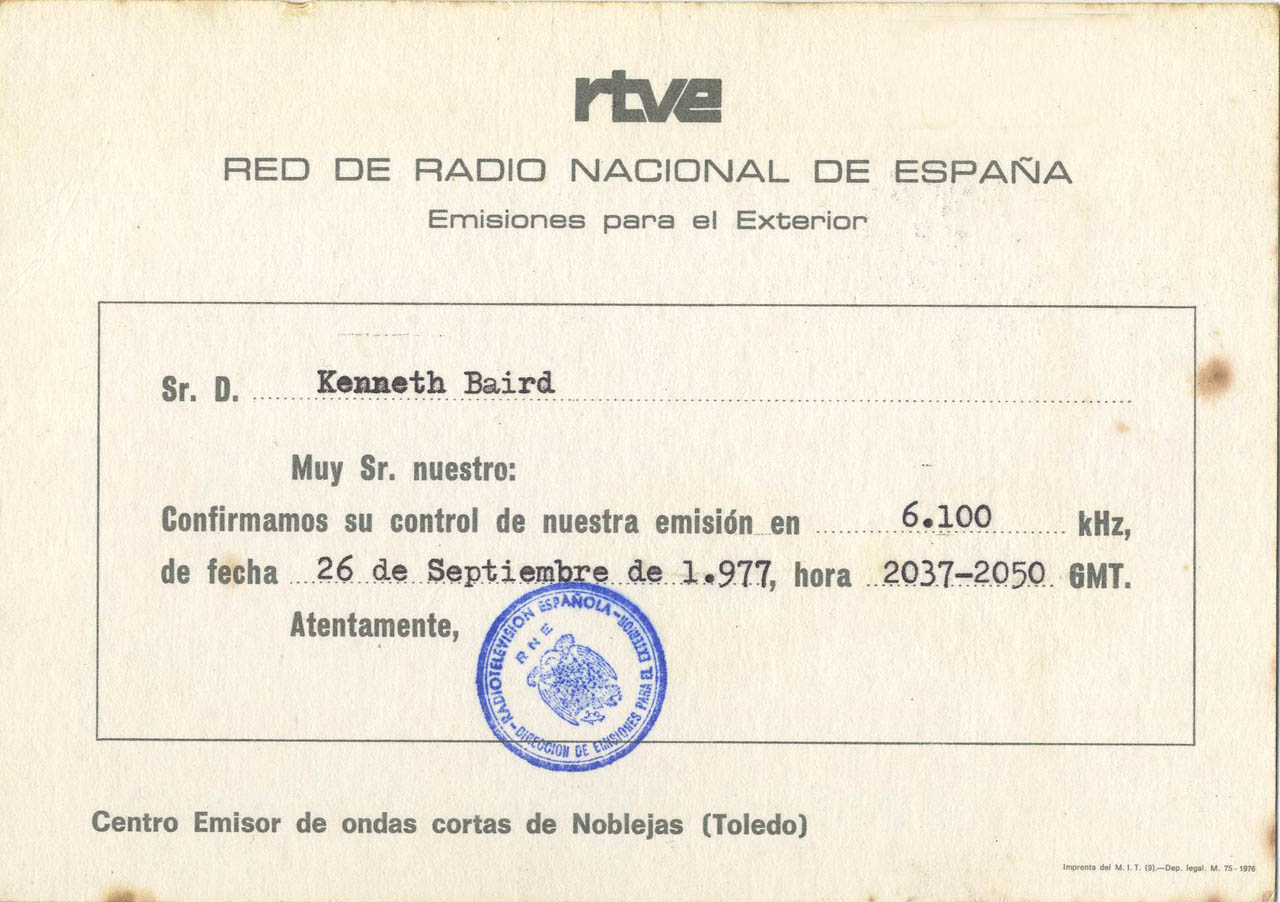 rtve
RED DE RADIO NACIONAL DE ESPAÑA
Emisiones para el Exterior
Sr. D. Kenneth Baird
Muy Sr. nuestro:
Confirmamos su control de nuestra emisión en 6.100 kHz,
de fecha 26 de Septiembre de 1.977, hora 2037-2050 GMT.
Atentamente,
RADIOTELEVISION ESPAÑOLA - DIRECCION DE EMISIONES PARA EL EXTERIOR -
RNE
Centro Emisor de ondas cortas de Noblejas (Toledo)
Imprenta del M. I. T. (9).—Dep. legal. M. 75 - 1976